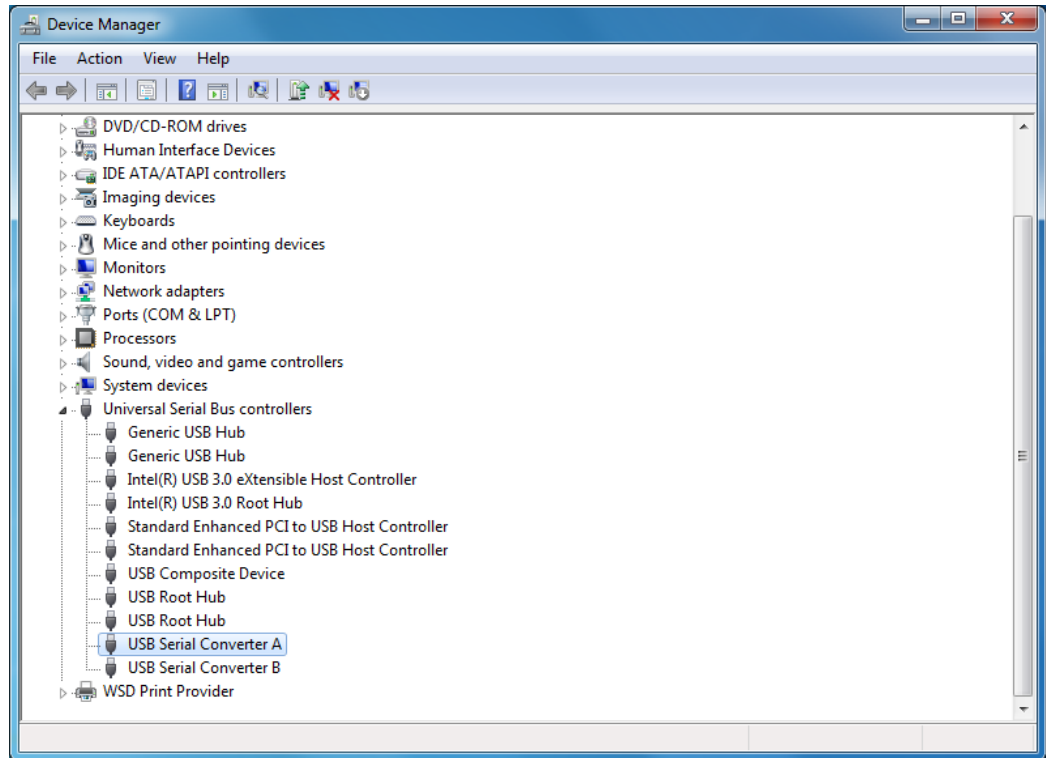 Device Manager
File Action View Help
DVD/CD-ROM drives
Human Interface Devices
IDE ATA/ATAPI controllers
Imaging devices
Keyboards
Mice and other pointing devices
Monitors
Network adapters
Ports (COM & LPT)
Processors
Sound, video and game controllers
System devices
Universal Serial Bus controllers
Generic USB Hub
Generic USB Hub
Intel(R) USB 3.0 eXtensible Host Controller
Intel(R) USB 3.0 Root Hub
Standard Enhanced PCI to USB Host Controller
Standard Enhanced PCI to USB Host Controller
USB Composite Device
USB Root Hub
USB Root Hub
USB Serial Converter A
USB Serial Converter B
WSD Print Provider